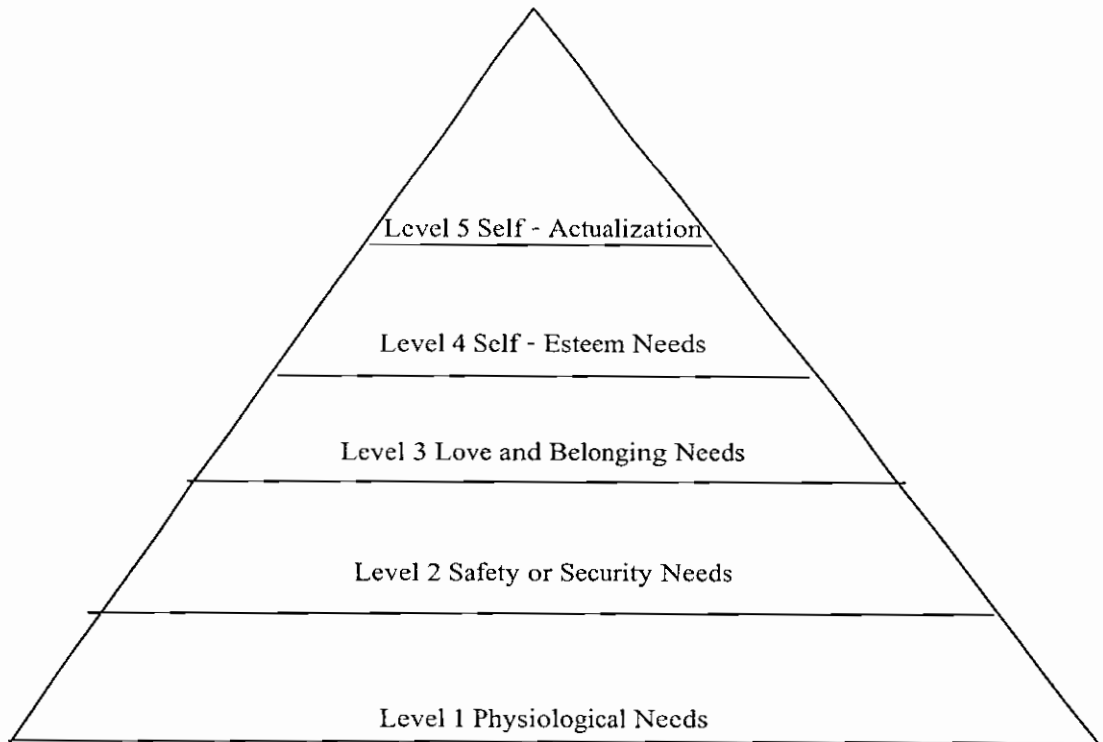 Level 5 Self - Actualization
Level 4 Self - Esteem Needs
Level 3 Love and Belonging Needs
Level 2 Safety or Security Needs
Level 1 Physiological Needs